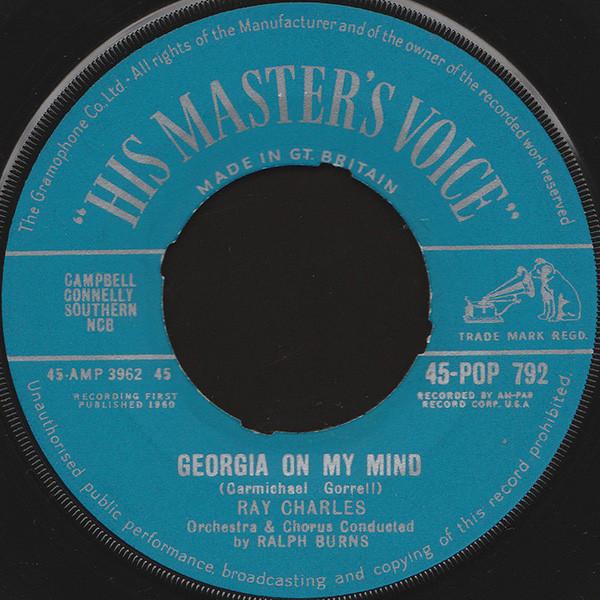 The Gramophone Co. Ltd. · All rights of the Manufacturer and of the owner of the recorded work reserved
"HIS MASTER'S VOICE"
MADE IN GT. BRITAIN
CAMPBELL
CONNELLY
SOUTHERN
NCB
TRADE MARK REGD.
45-AMP 3962 45
45-POP 792
RECORDING FIRST
PUBLISHED 1960
RECORDED BY AM-PAR
RECORD CORP. U.S.A
GEORGIA ON MY MIND
(Carmichael Gorrell)
RAY CHARLES
Orchestra & Chorus Conducted
by RALPH BURNS
Unauthorised public performance, broadcasting and copying of this record prohibited.